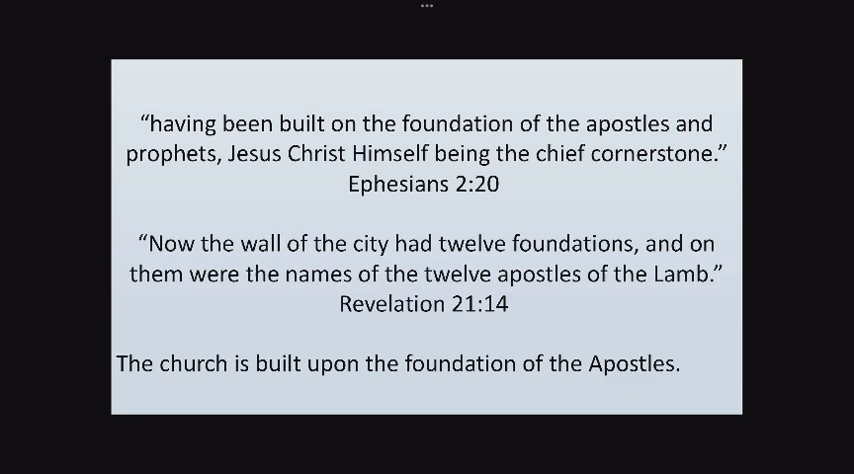 “having been built on the foundation of the apostles and
prophets, Jesus Christ Himself being the chief cornerstone.”
Ephesians 2:20
“Now the wall of the city had twelve foundations, and on
them were the names of the twelve apostles of the Lamb.”
Revelation 21:14
The church is built upon the foundation of the Apostles.